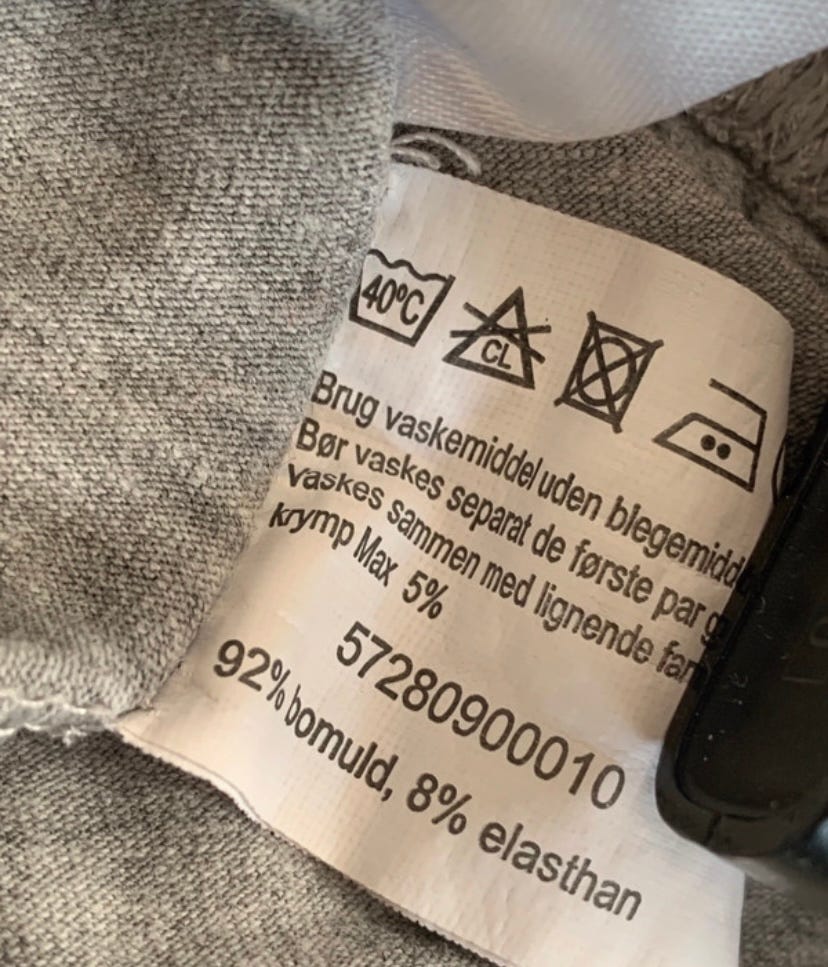 40°C
CL
Brug vaskemiddel uden
Bør vaskes separat de første par
Vaskes sammen med lignende
krymp Max 5%
57280900010
92% bomuld, 8% elasthan